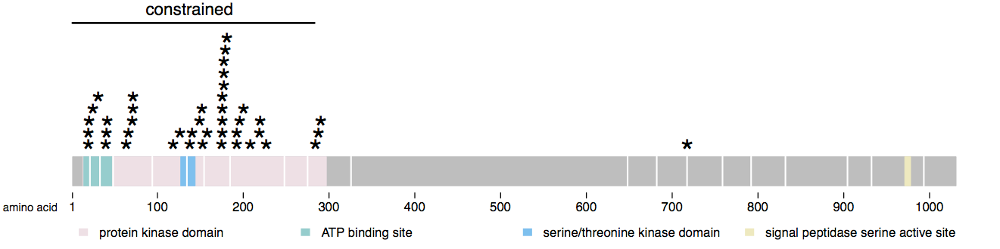 constrained
amino acid 1 100 200 300 400 500 600 700 800 900 1000
protein kinase domain ATP binding site serine/threonine kinase domain signal peptidase serine active site